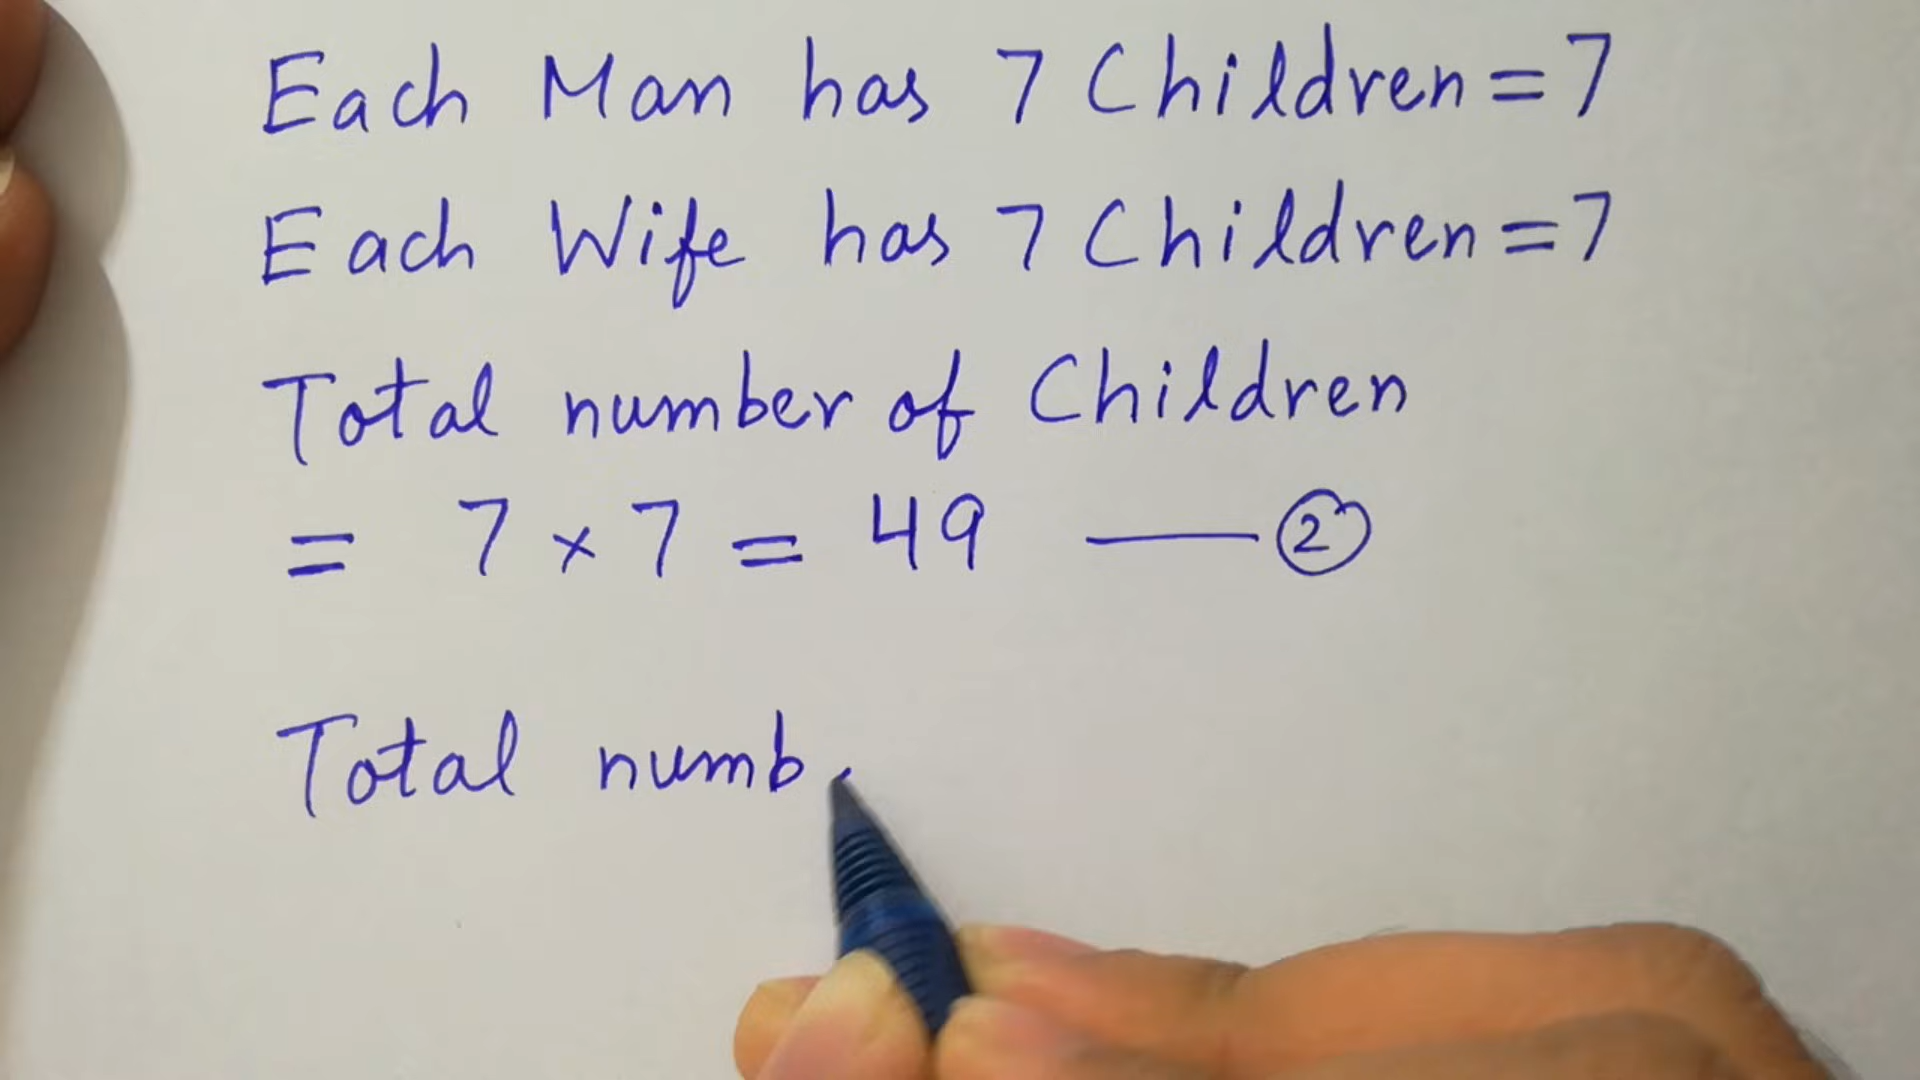 Each Man has 7 Children = 7
Each Wife has 7 Children = 7
Total number of Children
= 7 × 7 = 49 —— 2
Total numb